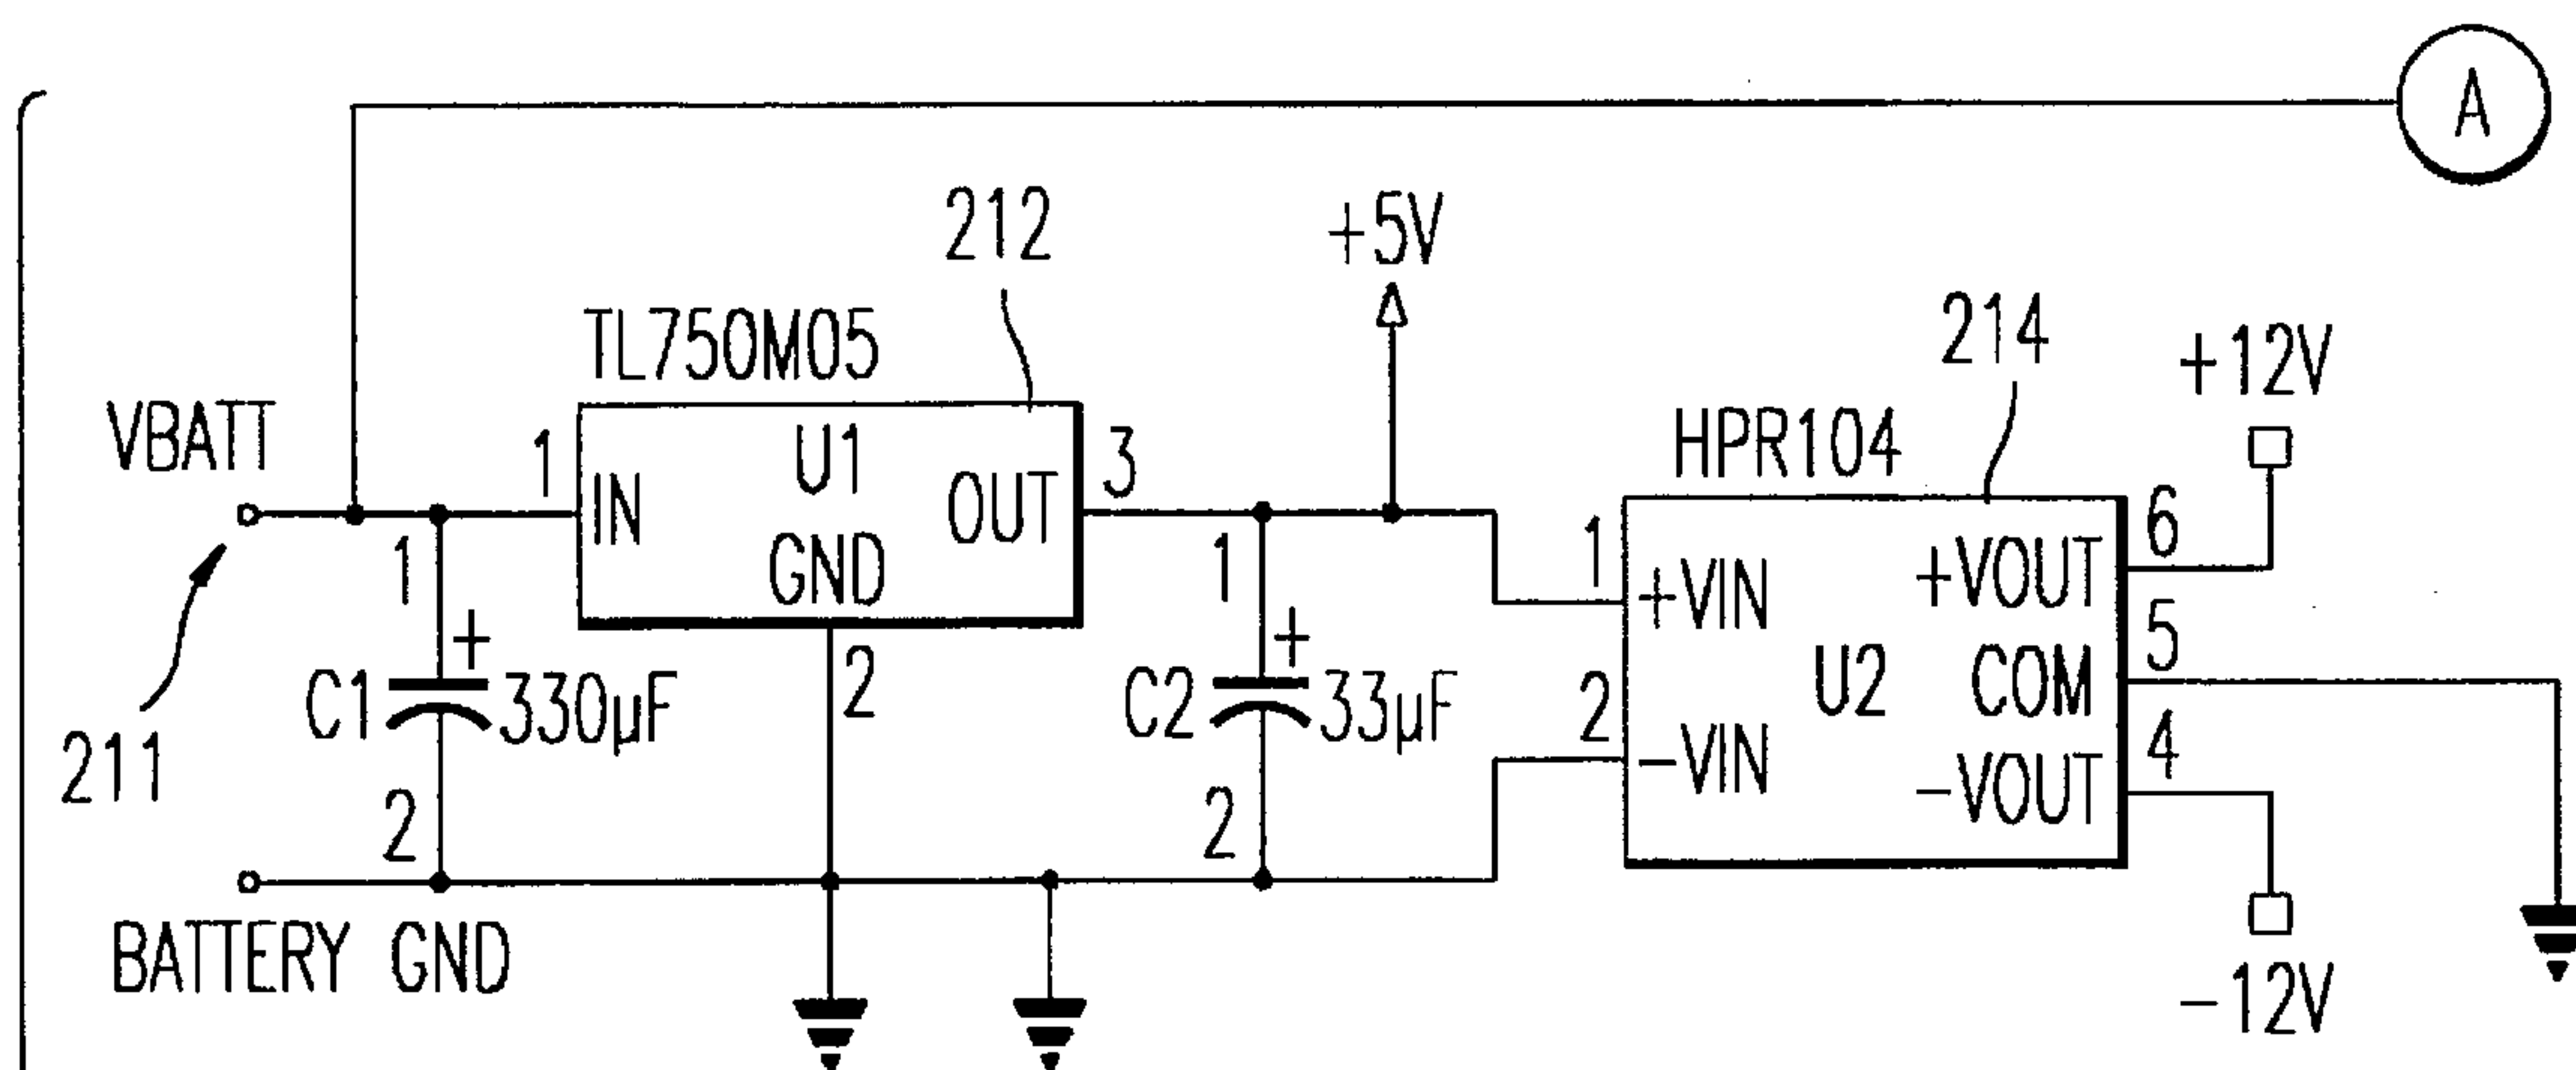 A
212
+5V
TL750M05
214
+12V
VBATT
HPR104
1
U1
3
IN
OUT
6
1
GND
1
1
+VIN
+VOUT
5
+
2
+
2
U2
COM
C1
330µF
C2
33µF
4
211
-VIN
-VOUT
2
2
BATTERY GND
-12V